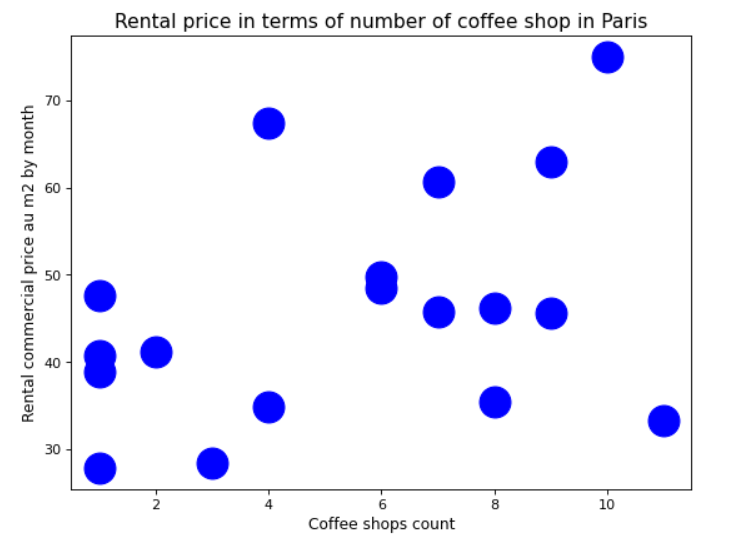 Rental price in terms of number of coffee shop in Paris
Rental commercial price au m2 by month
70
60
50
40
30
2 4 6 8 10
Coffee shops count